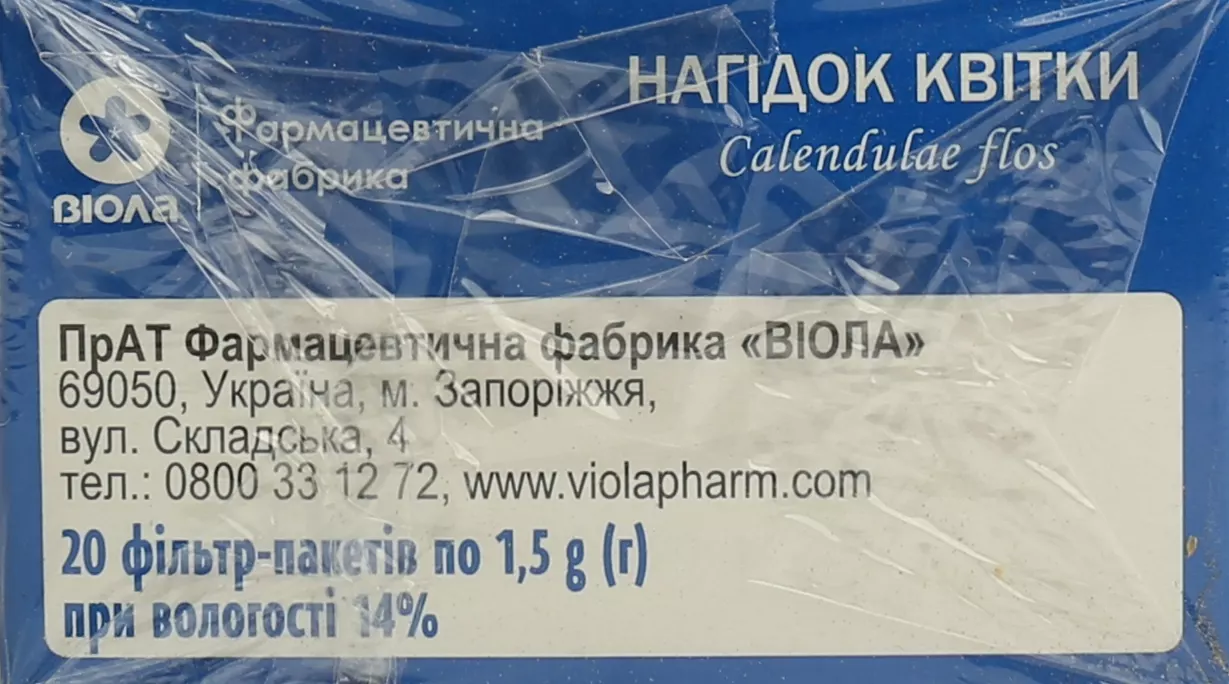 ВІОЛА
Фармацевтична
фабрика
НАГІДОК КВІТКИ
Calendulae flos
ПрАТ Фармацевтична фабрика «ВІОЛА»
69050, Україна, м. Запоріжжя,
вул. Складська, 4
тел.: 0800 33 12 72, www.violapharm.com
20 фільтр-пакетів по 1,5 g (г)
при вологості 14%